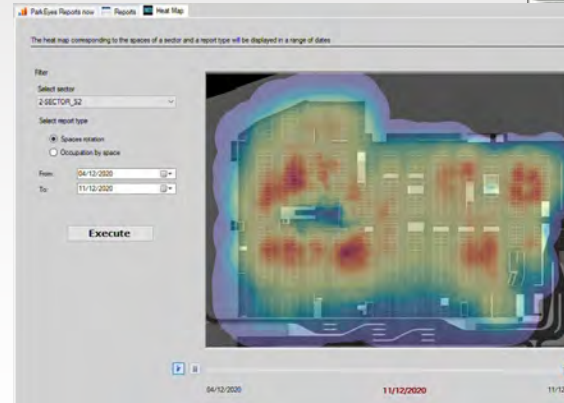 ParkEyes Reports now Reports Heat Map
The heat map corresponding to the spaces of a sector and a report type will be displayed in a range of dates
Filter
Select sector
2-SECTOR_S2
Select report type
Spaces rotation
Occupation by space
From: 04/12/2020
To: 11/12/2020
Execute
04/12/2020 11/12/2020